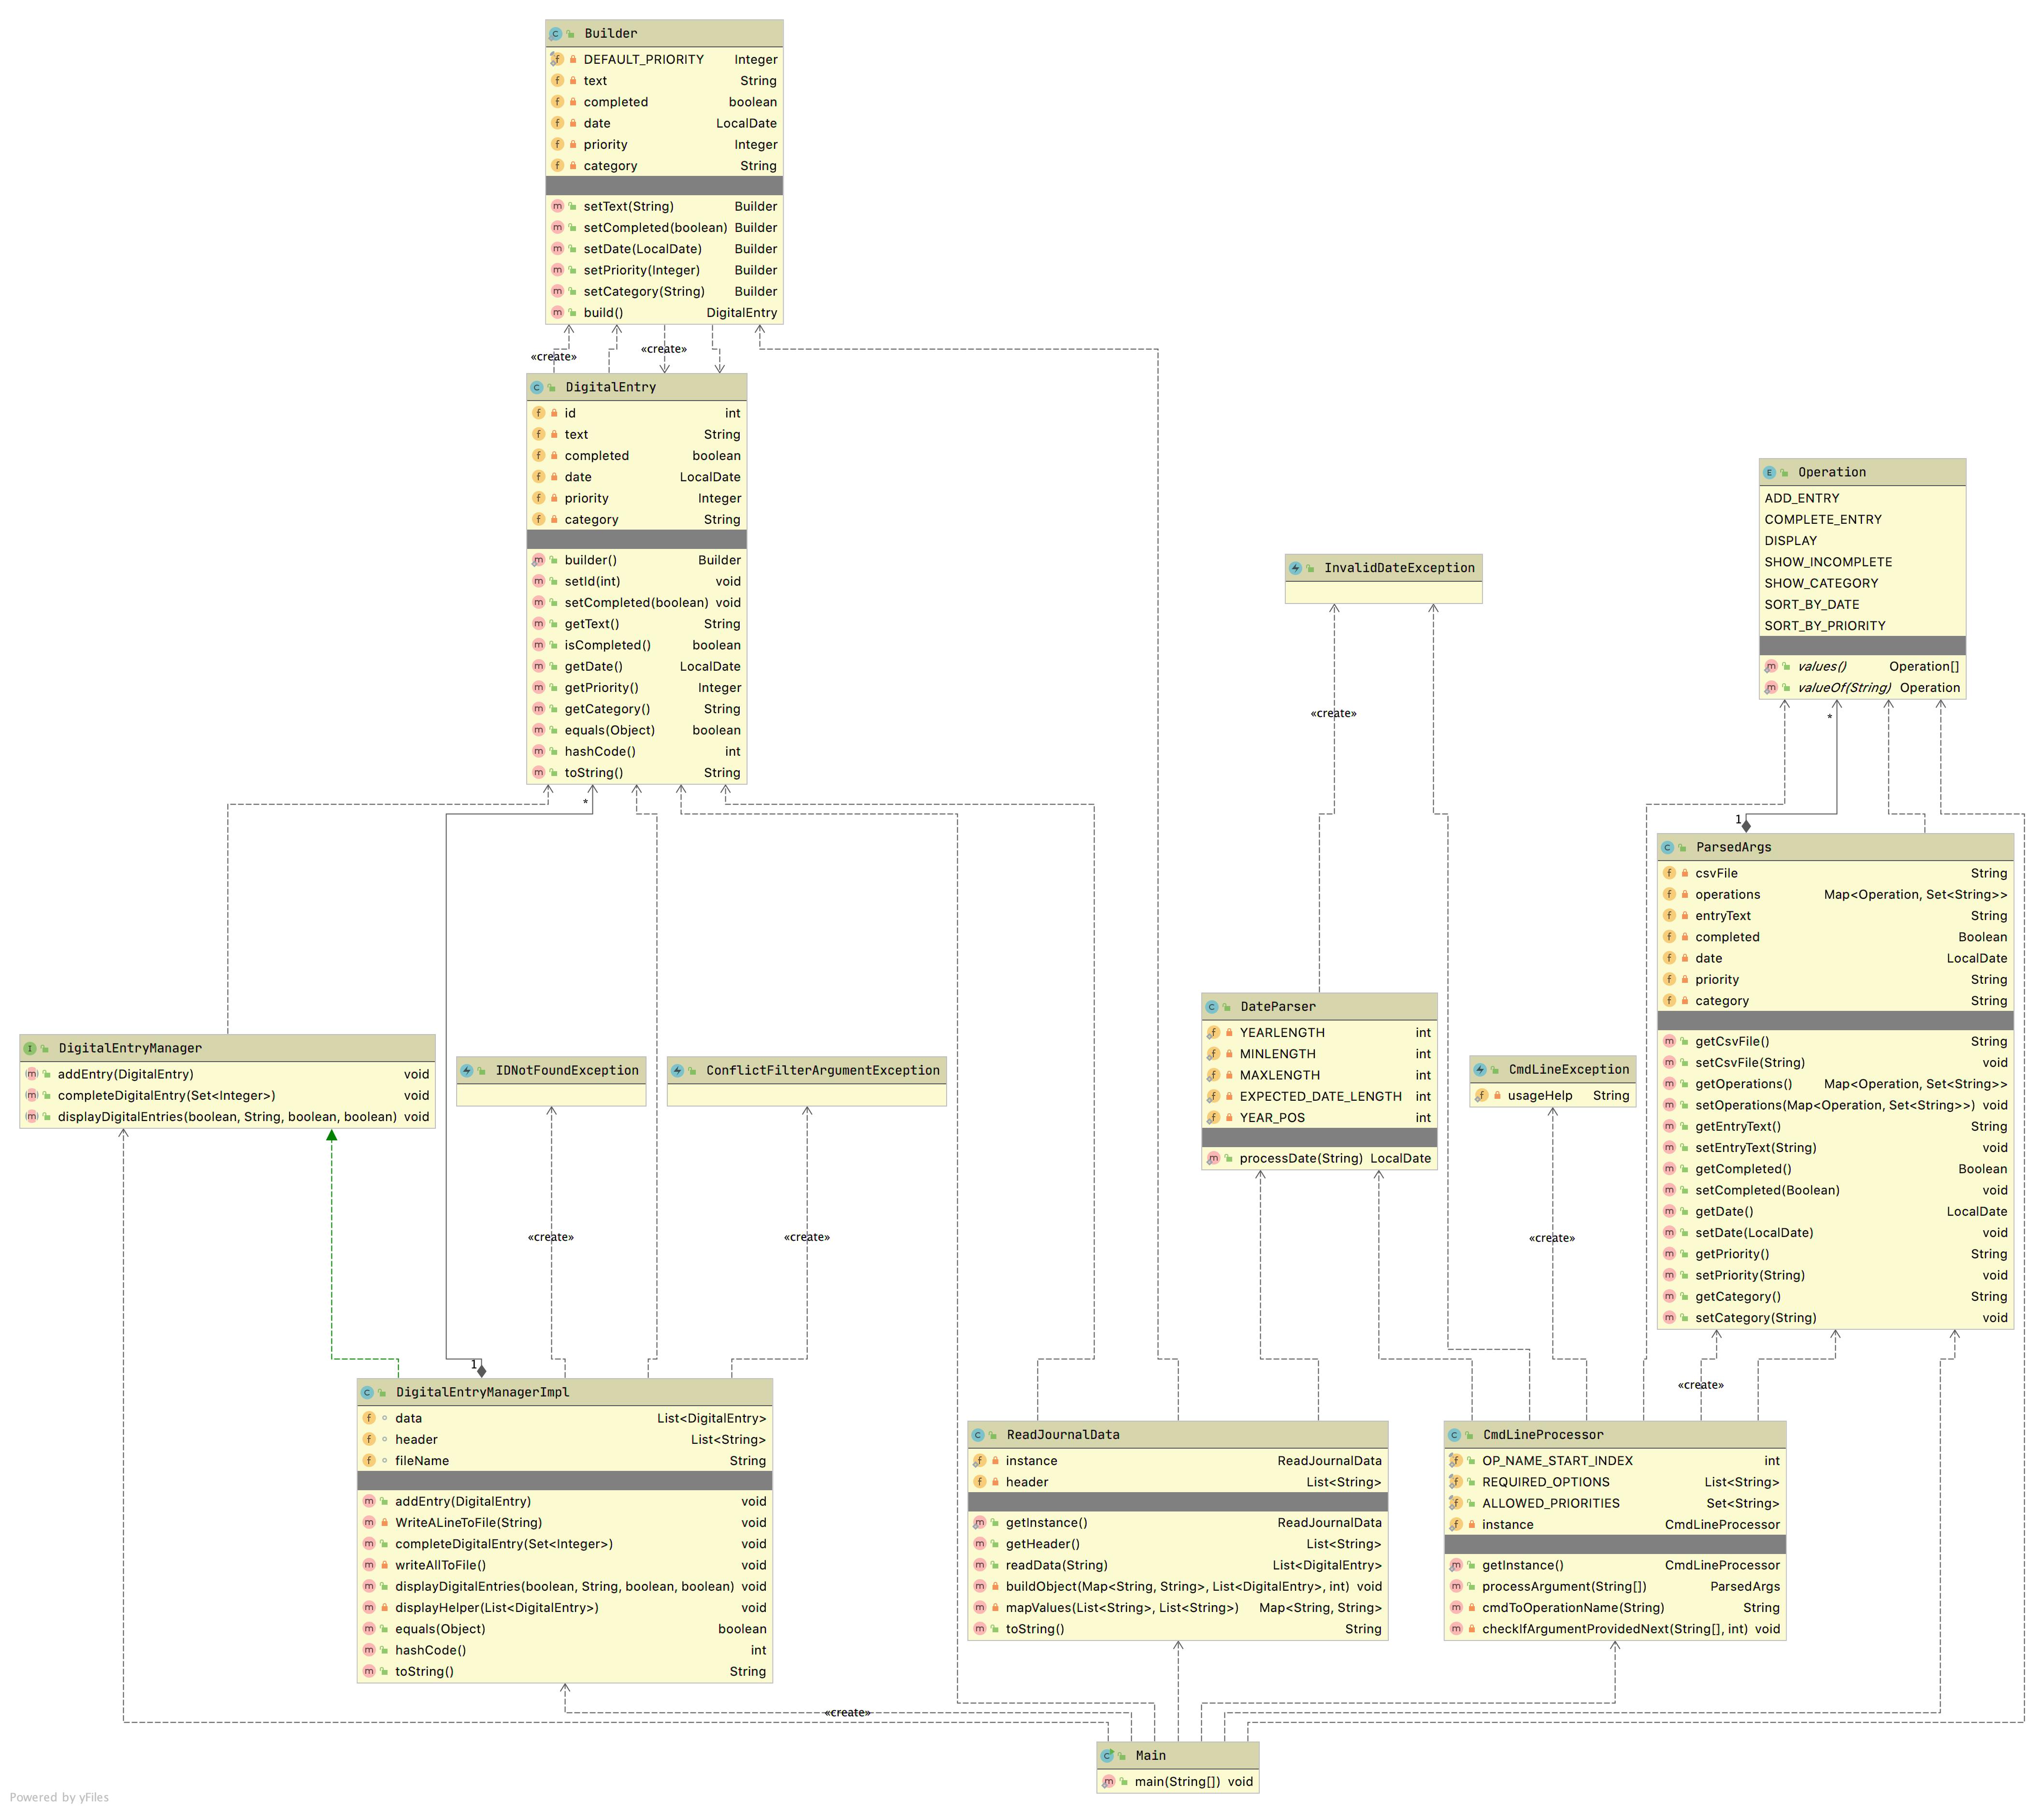 Builder
DEFAULT_PRIORITY Integer
text String
completed boolean
date LocalDate
priority Integer
category String
setText(String) Builder
setCompleted(boolean) Builder
setDate(LocalDate) Builder
setPriority(Integer) Builder
setCategory(String) Builder
build() DigitalEntry
«create»
«create»
DigitalEntry
id int
text String
completed boolean
date LocalDate
priority Integer
category String
builder() Builder
setId(int) void
setCompleted(boolean) void
getText() String
isCompleted() boolean
getDate() LocalDate
getPriority() Integer
getCategory() String
equals(Object) boolean
hashCode() int
toString() String
*
Operation
ADD_ENTRY
COMPLETE_ENTRY
DISPLAY
SHOW_INCOMPLETE
SHOW_CATEGORY
SORT_BY_DATE
SORT_BY_PRIORITY
values() Operation[]
valueOf(String) Operation
*
1
InvalidDateException
«create»
ParsedArgs
csvFile String
operations Map<Operation, Set<String>>
entryText String
completed Boolean
date LocalDate
priority String
category String
getCsvFile() String
setCsvFile(String) void
getOperations() Map<Operation, Set<String>>
setOperations(Map<Operation, Set<String>>) void
getEntryText() String
setEntryText(String) void
getCompleted() Boolean
setCompleted(Boolean) void
getDate() LocalDate
setDate(LocalDate) void
getPriority() String
setPriority(String) void
getCategory() String
setCategory(String) void
DateParser
YEARLENGTH int
MINLENGTH int
MAXLENGTH int
EXPECTED_DATE_LENGTH int
YEAR_POS int
processDate(String) LocalDate
DigitalEntryManager
addEntry(DigitalEntry) void
completeDigitalEntry(Set<Integer>) void
displayDigitalEntries(boolean, String, boolean, boolean) void
IDNotFoundException
ConflictFilterArgumentException
CmdLineException
usageHelp String
«create»
«create»
«create»
«create»
1
DigitalEntryManagerImpl
data List<DigitalEntry>
header List<String>
fileName String
addEntry(DigitalEntry) void
WriteALineToFile(String) void
completeDigitalEntry(Set<Integer>) void
writeAllToFile() void
displayDigitalEntries(boolean, String, boolean, boolean) void
displayHelper(List<DigitalEntry>) void
equals(Object) boolean
hashCode() int
toString() String
ReadJournalData
instance ReadJournalData
header List<String>
getInstance() ReadJournalData
getHeader() List<String>
readData(String) List<DigitalEntry>
buildObject(Map<String, String>, List<DigitalEntry>, int) void
mapValues(List<String>, List<String>) Map<String, String>
toString() String
CmdLineProcessor
OP_NAME_START_INDEX int
REQUIRED_OPTIONS List<String>
ALLOWED_PRIORITIES Set<String>
instance CmdLineProcessor
getInstance() CmdLineProcessor
processArgument(String[]) ParsedArgs
cmdToOperationName(String) String
checkIfArgumentProvidedNext(String[], int) void
«create»
Main
main(String[]) void
Powered by yFiles